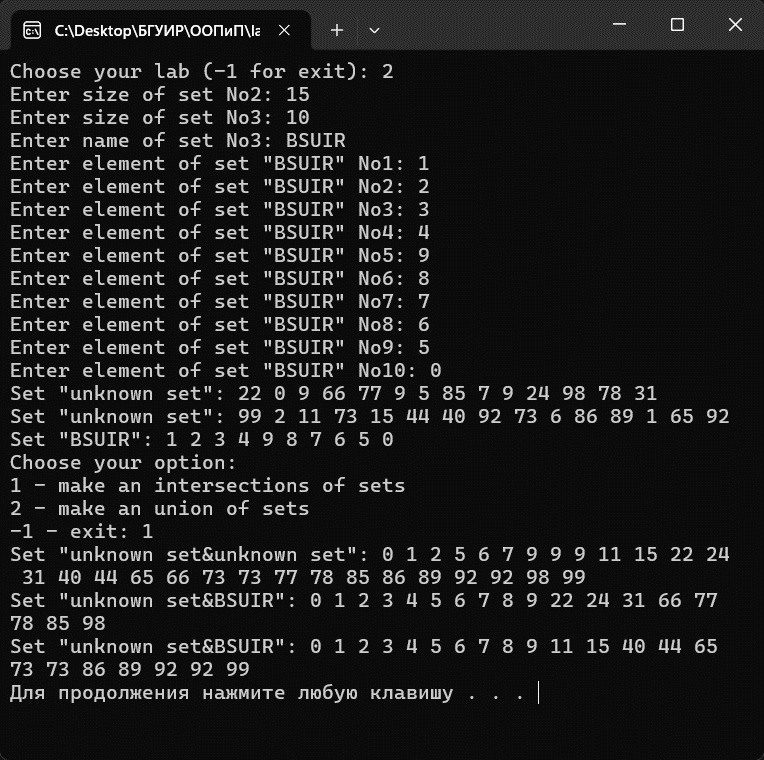 C:\Desktop\БГУИР\ООПиП\la
Choose your lab (-1 for exit): 2
Enter size of set No2: 15
Enter size of set No3: 10
Enter name of set No3: BSUIR
Enter element of set "BSUIR" No1: 1
Enter element of set "BSUIR" No2: 2
Enter element of set "BSUIR" No3: 3
Enter element of set "BSUIR" No4: 4
Enter element of set "BSUIR" No5: 9
Enter element of set "BSUIR" No6: 8
Enter element of set "BSUIR" No7: 7
Enter element of set "BSUIR" No8: 6
Enter element of set "BSUIR" No9: 5
Enter element of set "BSUIR" No10: 0
Set "unknown set": 22 0 9 66 77 9 5 85 7 9 24 98 78 31
Set "unknown set": 99 2 11 73 15 44 40 92 73 6 86 89 1 65 92
Set "BSUIR": 1 2 3 4 9 8 7 6 5 0
Choose your option:
1 - make an intersections of sets
2 - make an union of sets
-1 - exit: 1
Set "unknown set&unknown set": 0 1 2 5 6 7 9 9 9 11 15 22 24
31 40 44 65 66 73 73 77 78 85 86 89 92 92 98 99
Set "unknown set&BSUIR": 0 1 2 3 4 5 6 7 8 9 22 24 31 66 77
78 85 98
Set "unknown set&BSUIR": 0 1 2 3 4 5 6 7 8 9 11 15 40 44 65
73 73 86 89 92 92 99
Для продолжения нажмите любую клавишу . . .